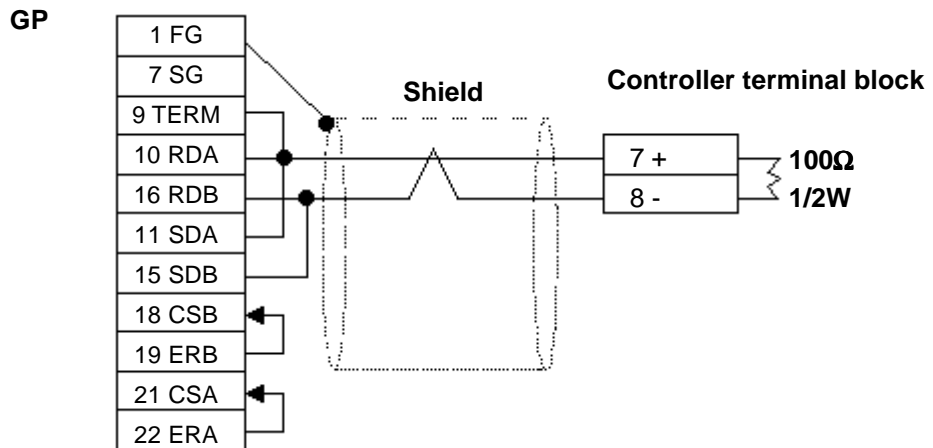 GP
1 FG
7 SG
9 TERM
10 RDA
16 RDB
11 SDA
15 SDB
18 CSB
19 ERB
21 CSA
22 ERA
Shield
Controller terminal block
7 +
8 -
100Ω
1/2W